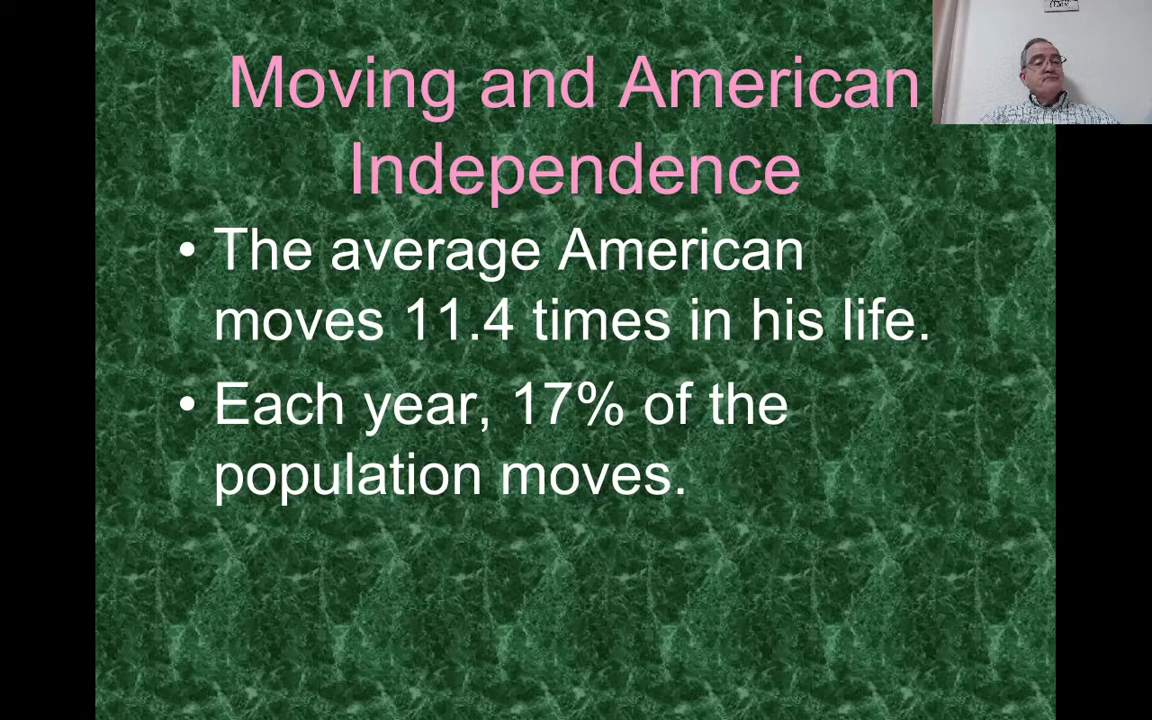 Moving and American
Independence
• The average American
moves 11.4 times in his life.
• Each year, 17% of the
population moves.